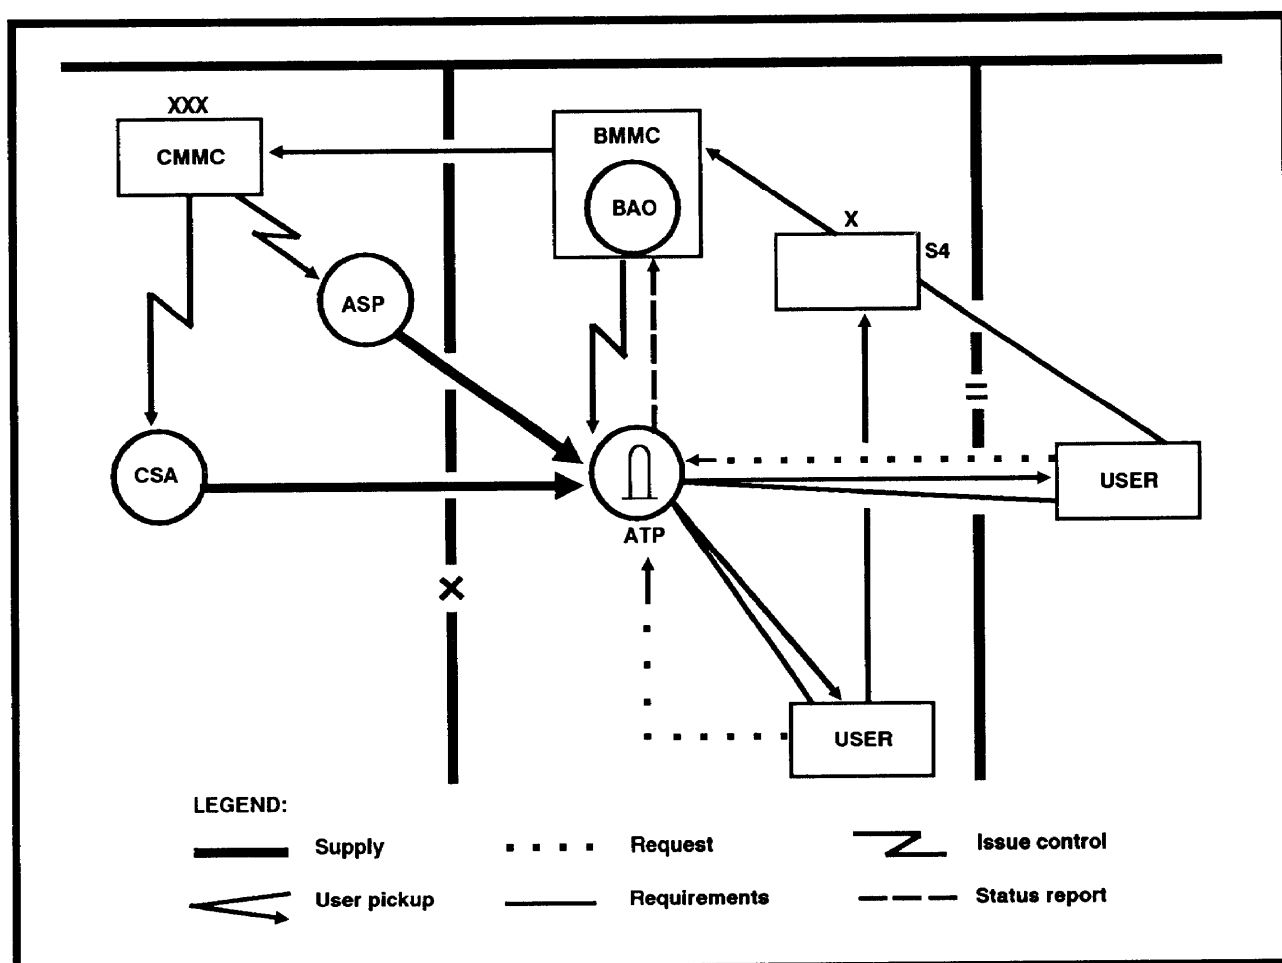 XXX
CMMC
BMMC
BAO
X
S4
ASP
CSA
ATP
USER
USER
LEGEND:
Supply
Request
Issue control
User pickup
Requirements
Status report